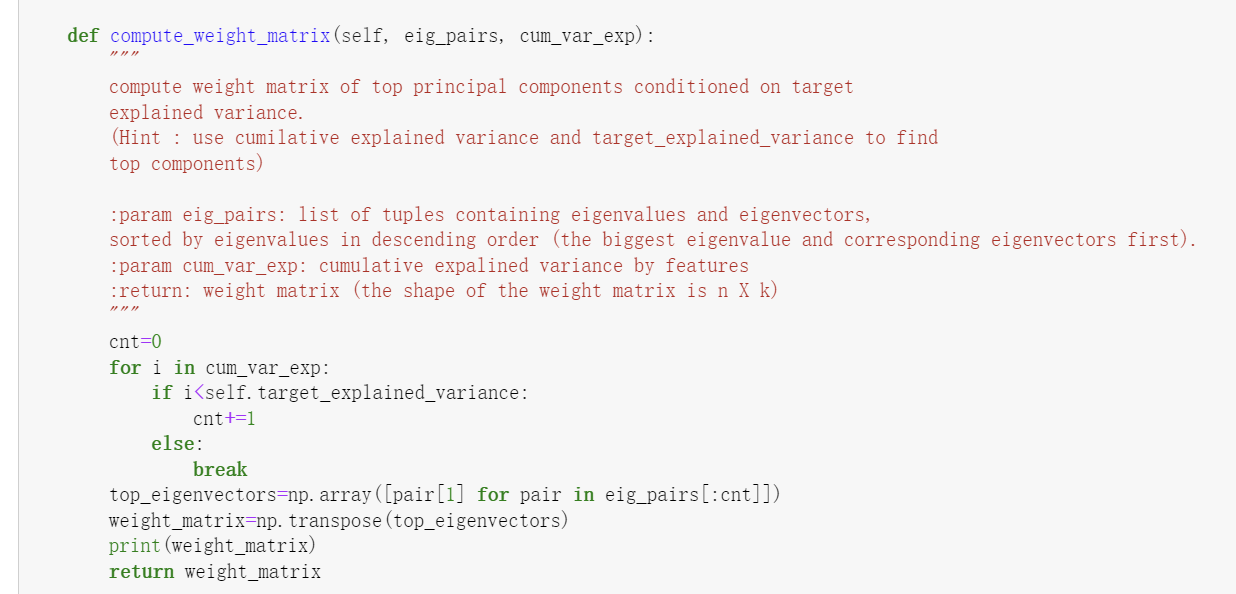 def compute_weight_matrix(self, eig_pairs, cum_var_exp):
"""
compute weight matrix of top principal components conditioned on target
explained variance.
(Hint : use cumilative explained variance and target_explained_variance to find
top components)
:param eig_pairs: list of tuples containing eigenvalues and eigenvectors,
sorted by eigenvalues in descending order (the biggest eigenvalue and corresponding eigenvectors first).
:param cum_var_exp: cumulative expalined variance by features
:return: weight matrix (the shape of the weight matrix is n X k)
"""
cnt=0
for i in cum_var_exp:
if i<self.target_explained_variance:
cnt+=1
else:
break
top_eigenvectors=np.array([pair[1] for pair in eig_pairs[:cnt]])
weight_matrix=np.transpose(top_eigenvectors)
print(weight_matrix)
return weight_matrix